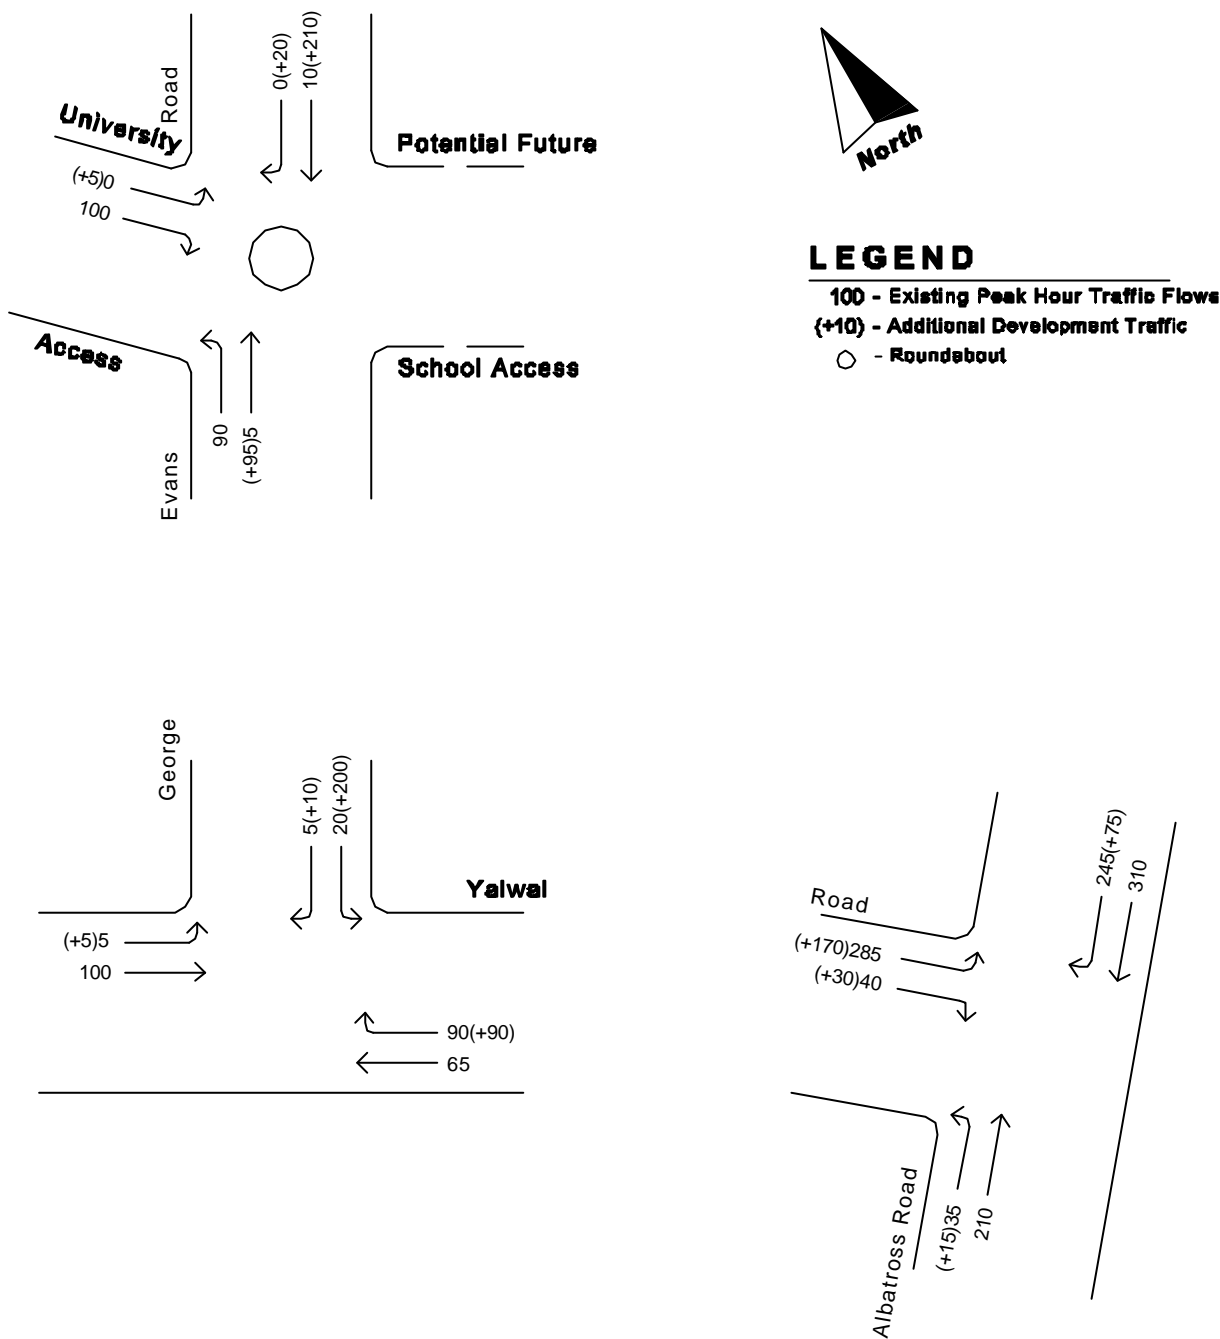 Road
0(+20)
10(+210)
University
Potential Future
(+5)0
100
Access
School Access
90
(+95)5
Evans
North
LEGEND
100 - Existing Peak Hour Traffic Flows
(+10) - Additional Development Traffic
- Roundabout
George
5(+10)
20(+200)
Yalwal
(+5)5
100
90(+90)
65
Road
245(+75)
310
(+170)285
(+30)40
Albatross Road
(+15)35
210